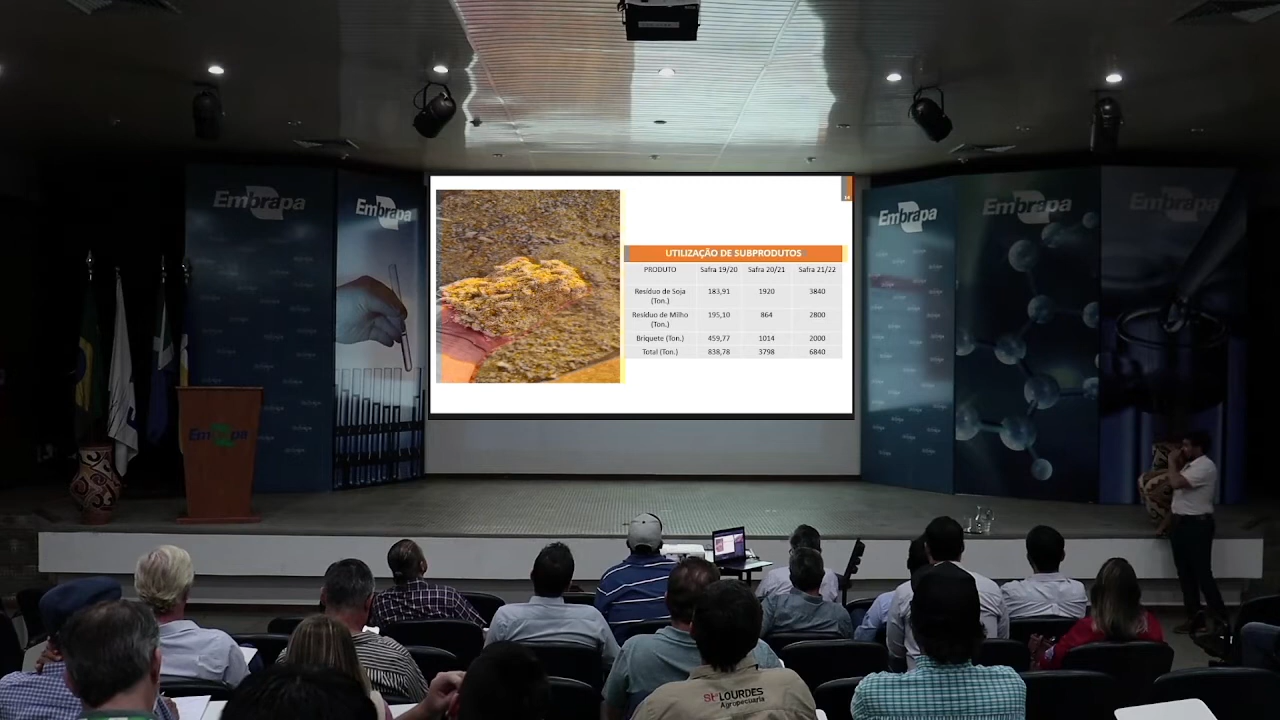 Embrapa
Embrapa
Embrapa
Embrapa
Embrapa
UTILIZAÇÃO DE SUBPRODUTOS
PRODUTO Safra 19/20 Safra 20/21 Safra 21/22
Resíduo de Soja (Ton.) 183,91 1920 3840
Resíduo de Milho (Ton.) 195,10 864 2800
Briquete (Ton.) 459,77 1014 2000
Total (Ton.) 838,78 3798 6840
Embrapa
Sta LOURDES
Agropecuária